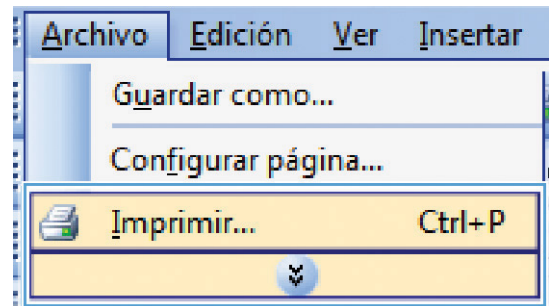 Archivo Edición Ver Insertar
Guardar como...
Configurar página...
Imprimir... Ctrl+P